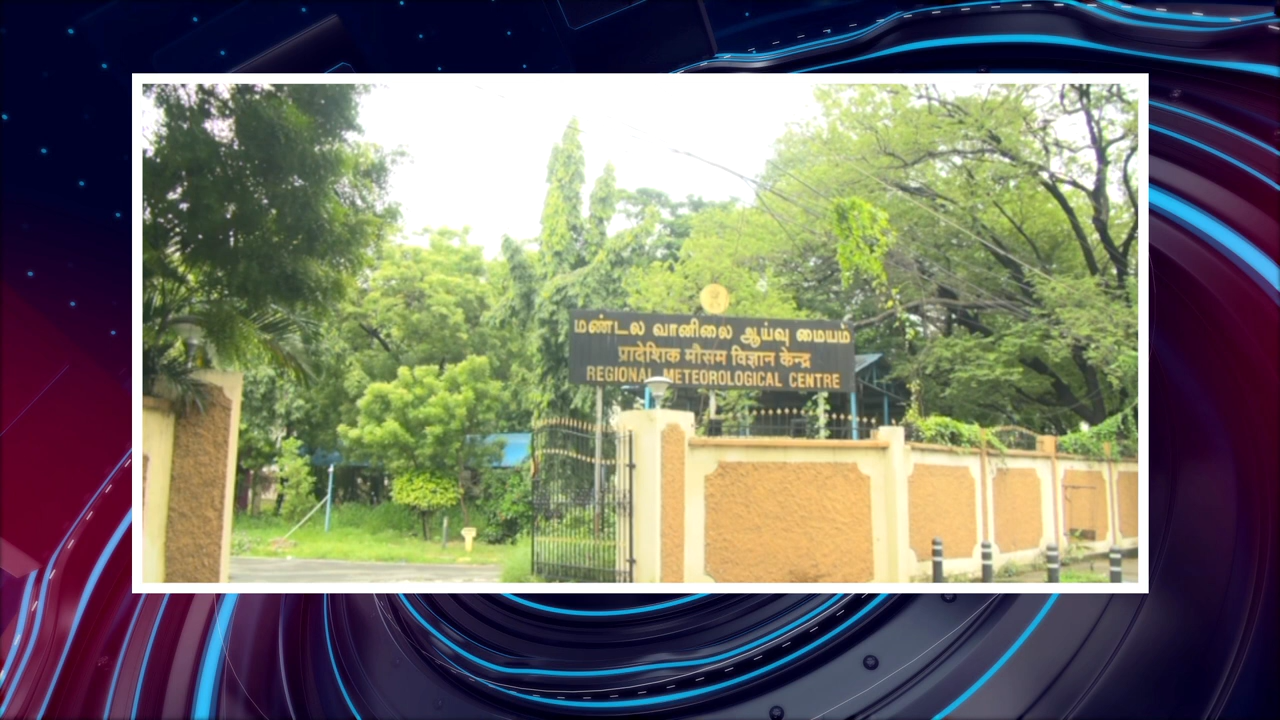 மண்டல வானிலை ஆய்வு மையம்
प्रादेशिक मौसम विज्ञान केन्द्र
REGIONAL METEOROLOGICAL CENTRE